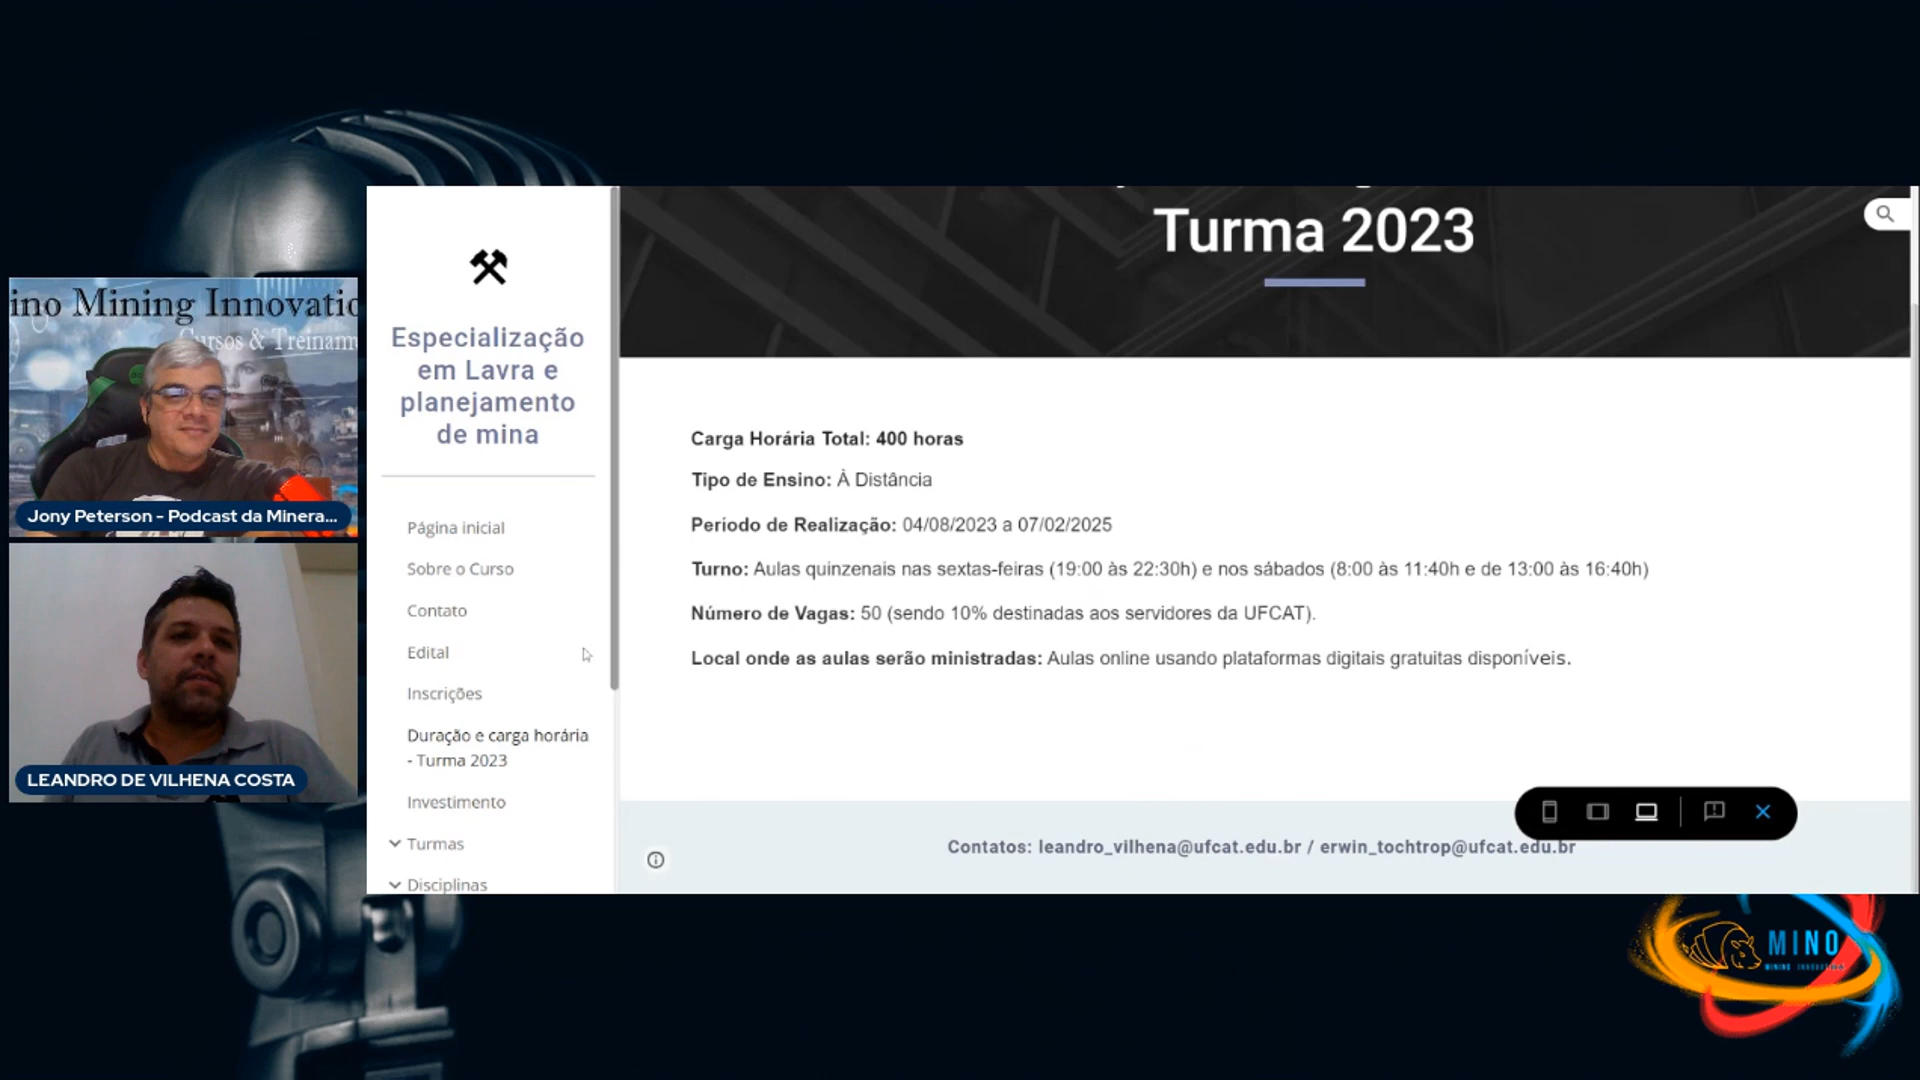 ino Mining Innovatio
Cursos & Treinam
Jony Peterson - Podcast da Minera...
LEANDRO DE VILHENA COSTA
Especialização
em Lavra e
planejamento
de mina
Página inicial
Sobre o Curso
Contato
Edital
Inscrições
Duração e carga horária
- Turma 2023
Investimento
Turmas
Disciplinas
Turma 2023
Carga Horária Total: 400 horas
Tipo de Ensino: À Distância
Período de Realização: 04/08/2023 a 07/02/2025
Turno: Aulas quinzenais nas sextas-feiras (19:00 às 22:30h) e nos sábados (8:00 às 11:40h e de 13:00 às 16:40h)
Número de Vagas: 50 (sendo 10% destinadas aos servidores da UFCAT).
Local onde as aulas serão ministradas: Aulas online usando plataformas digitais gratuitas disponíveis.
Contatos: leandro_vilhena@ufcat.edu.br / erwin_tochtrop@ufcat.edu.br
MINO